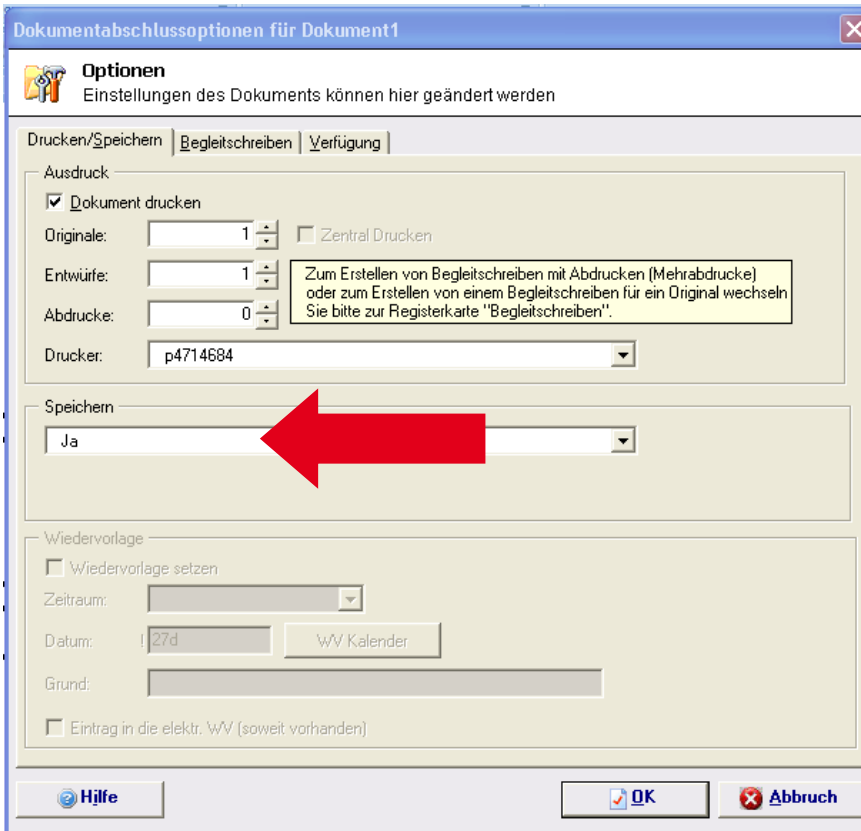 Dokumentabschlussoptionen für Dokument1
Optionen
Einstellungen des Dokuments können hier geändert werden
Drucken/Speichern Begleitschreiben Verfügung
Ausdruck
Dokument drucken
Originale: 1 Zentral Drucken
Entwürfe: 1
Zum Erstellen von Begleitschreiben mit Abdrucken (Mehrabdrucke)
oder zum Erstellen von einem Begleitschreiben für ein Original wechseln
Sie bitte zur Registerkarte "Begleitschreiben".
Abdrucke: 0
Drucker: p4714684
Speichern
Ja
Wiedervorlage
Wiedervorlage setzen
Zeitraum:
Datum: ! 27d WV Kalender
Grund:
Eintrag in die elektr. WV (soweit vorhanden)
Hilfe OK Abbruch